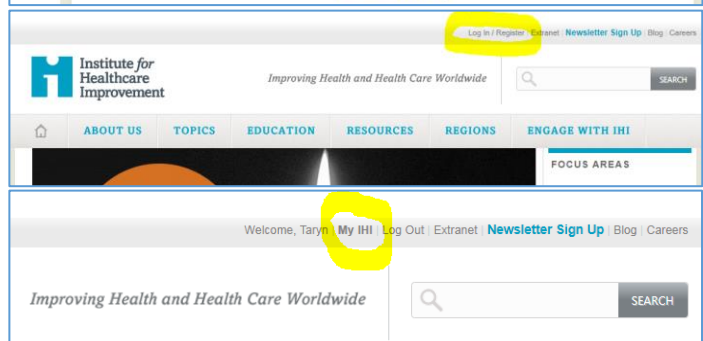 Log In / Register | Extranet | Newsletter Sign Up | Blog | Careers
Institute for
Healthcare
Improvement
Improving Health and Health Care Worldwide
SEARCH
ABOUT US TOPICS EDUCATION RESOURCES REGIONS ENGAGE WITH IHI
FOCUS AREAS
Welcome, Taryn | My IHI | Log Out | Extranet | Newsletter Sign Up | Blog | Careers
Improving Health and Health Care Worldwide
SEARCH